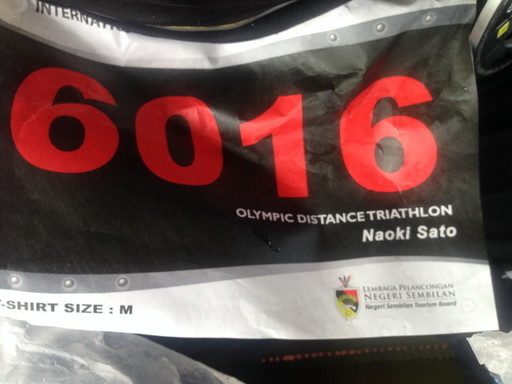 6016
OLYMPIC DISTANCE TRIATHLON
Naoki Sato
T-SHIRT SIZE : M
LEMBAGA PELANCONGAN
NEGERI SEMBILAN
Negeri Sembilan Tourism Board